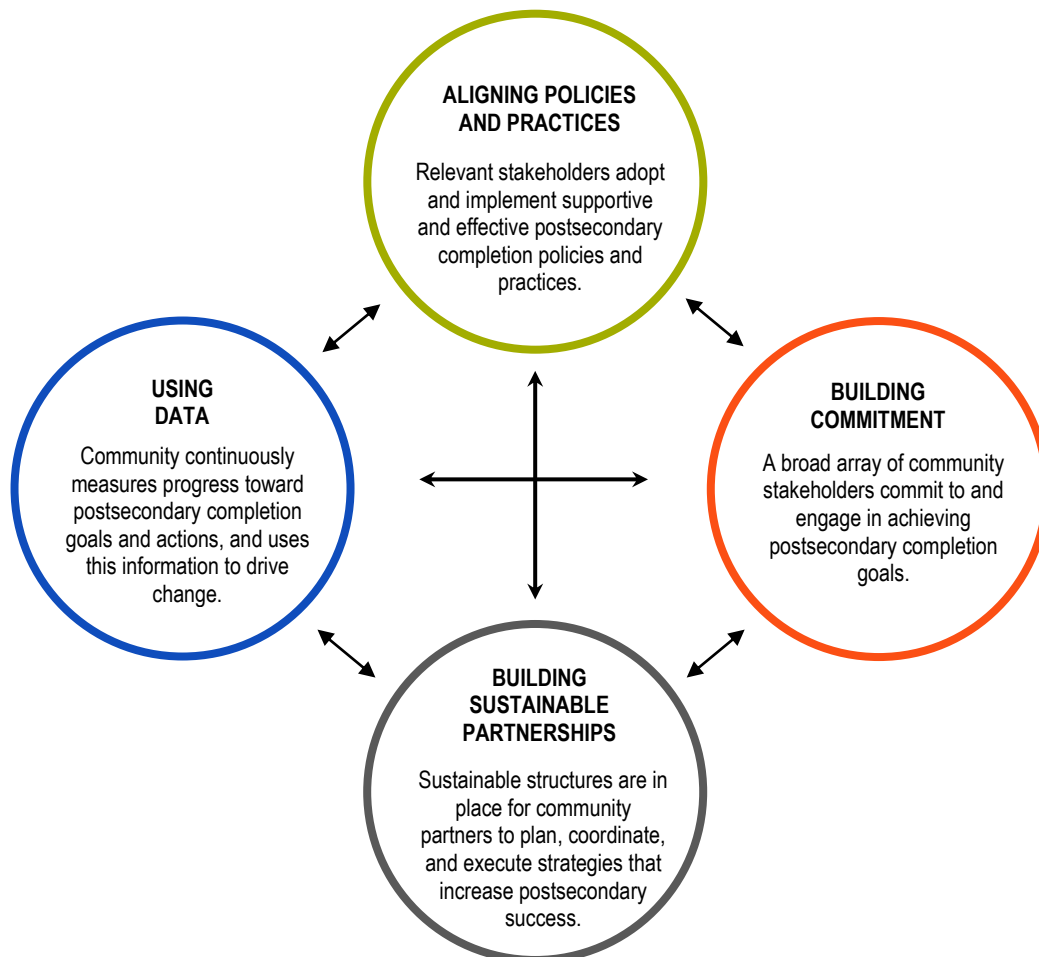 ALIGNING POLICIES
AND PRACTICES
Relevant stakeholders adopt
and implement supportive
and effective postsecondary
completion policies and
practices.
USING
DATA
Community continuously
measures progress toward
postsecondary completion
goals and actions, and uses
this information to drive
change.
BUILDING
COMMITMENT
A broad array of community
stakeholders commit to and
engage in achieving
postsecondary completion
goals.
BUILDING
SUSTAINABLE
PARTNERSHIPS
Sustainable structures are in
place for community
partners to plan, coordinate,
and execute strategies that
increase postsecondary
success.